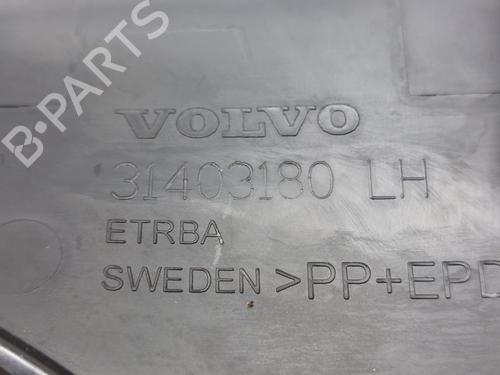 B-PARTS
VOLVO
31403180 LH
ETRBA
SWEDEN >PP+EPD